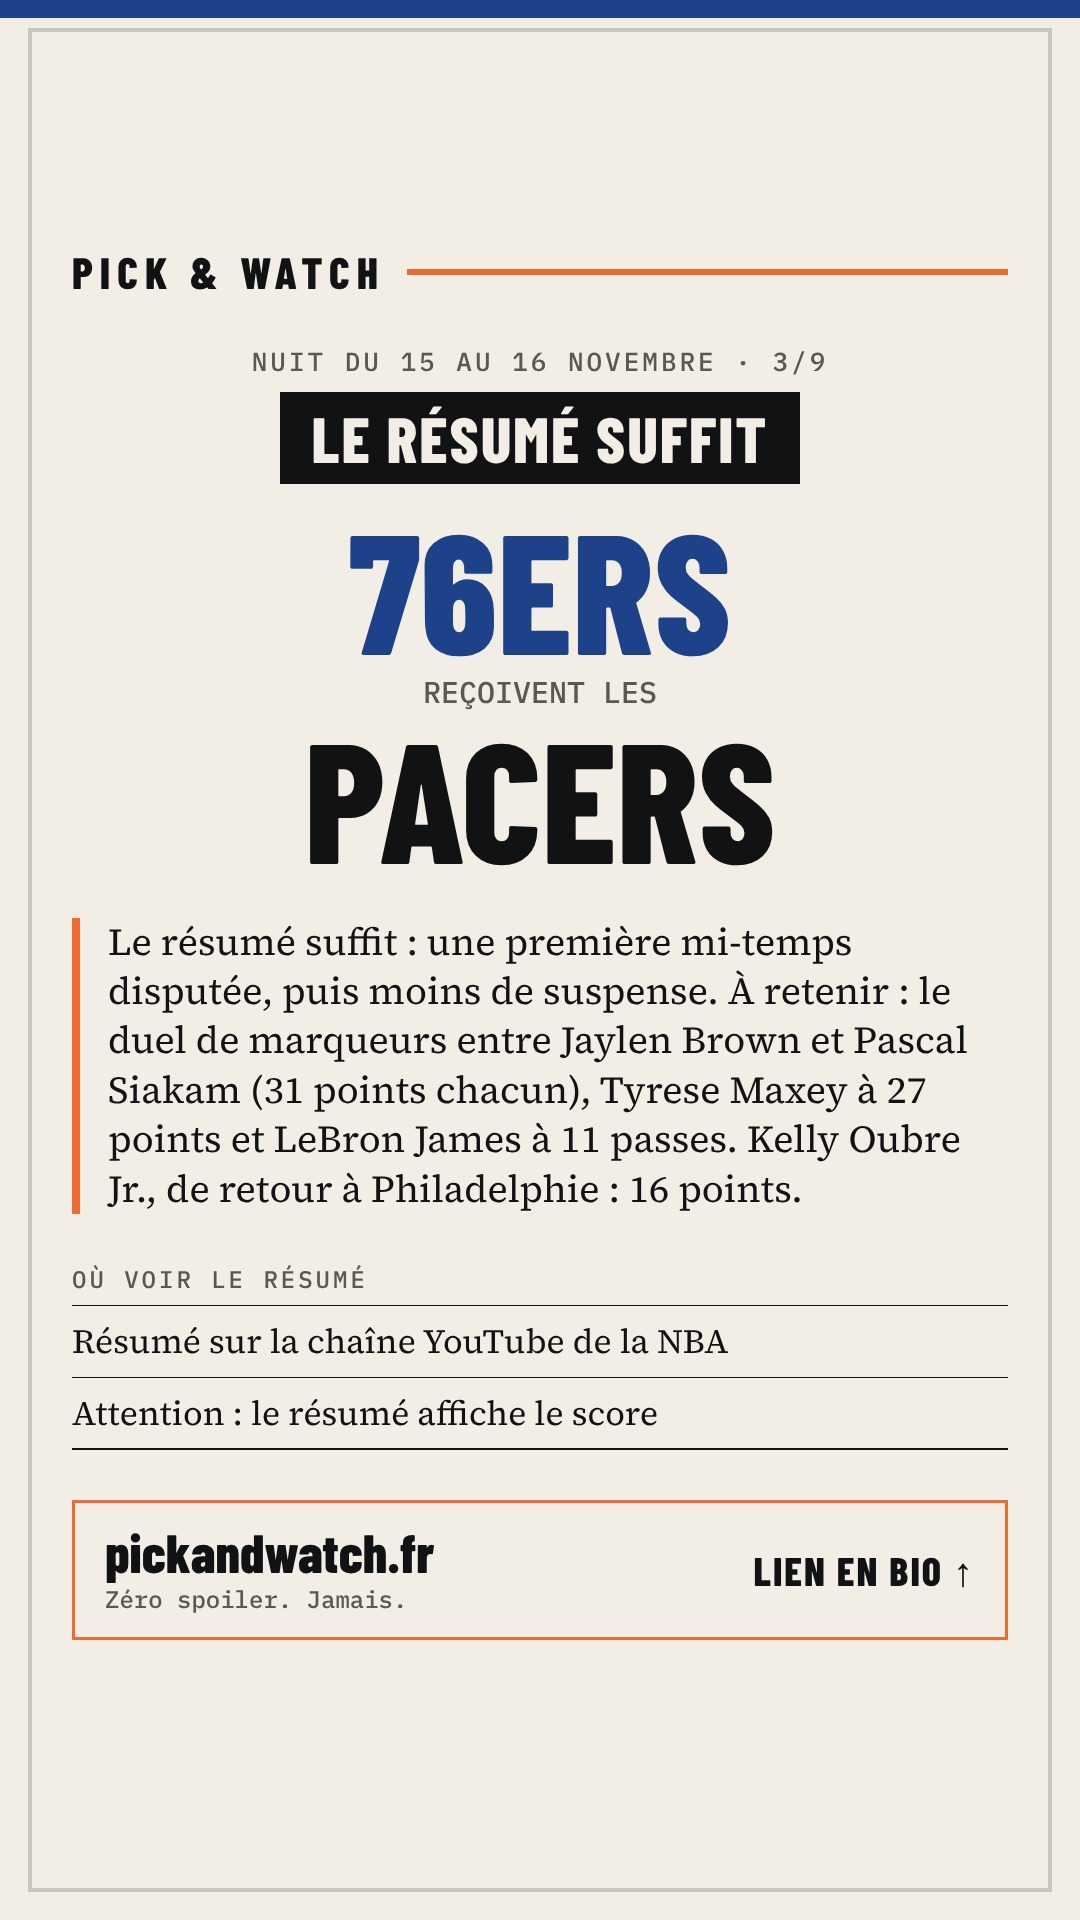 PICK & WATCH
NUIT DU 15 AU 16 NOVEMBRE · 3/9
LE RÉSUMÉ SUFFIT
76ERS
REÇOIVENT LES
PACERS
Le résumé suffit : une première mi-temps
disputée, puis moins de suspense. À retenir : le
duel de marqueurs entre Jaylen Brown et Pascal
Siakam (31 points chacun), Tyrese Maxey à 27
points et LeBron James à 11 passes. Kelly Oubre
Jr., de retour à Philadelphie : 16 points.
OÙ VOIR LE RÉSUMÉ
Résumé sur la chaîne YouTube de la NBA
Attention : le résumé affiche le score
pickandwatch.fr
Zéro spoiler. Jamais.
LIEN EN BIO ↑